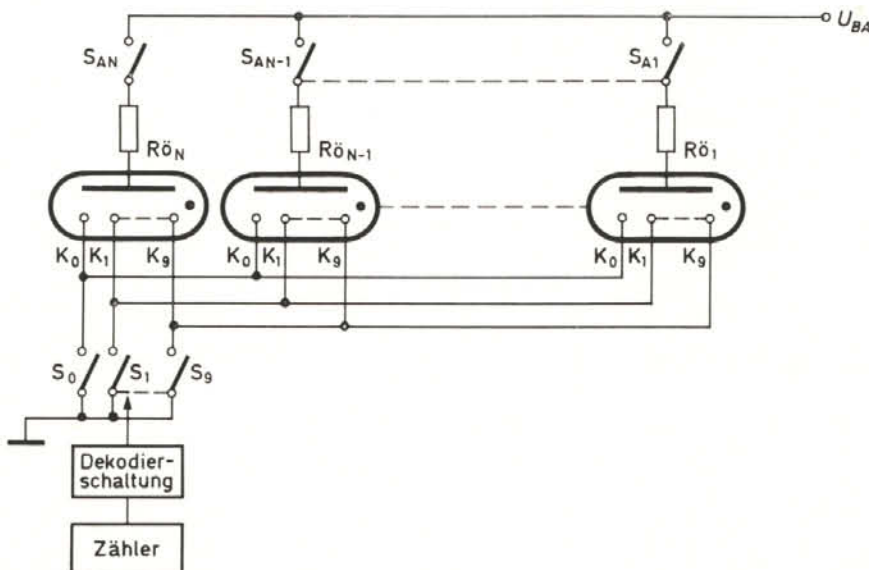 U_BA
S_AN S_AN-1 S_A1
Rö_N Rö_N-1 Rö_1
K_0 K_1 K_9 K_0 K_1 K_9 K_0 K_1 K_9
S_0 S_1 S_9
Dekodier-
schaltung
Zähler